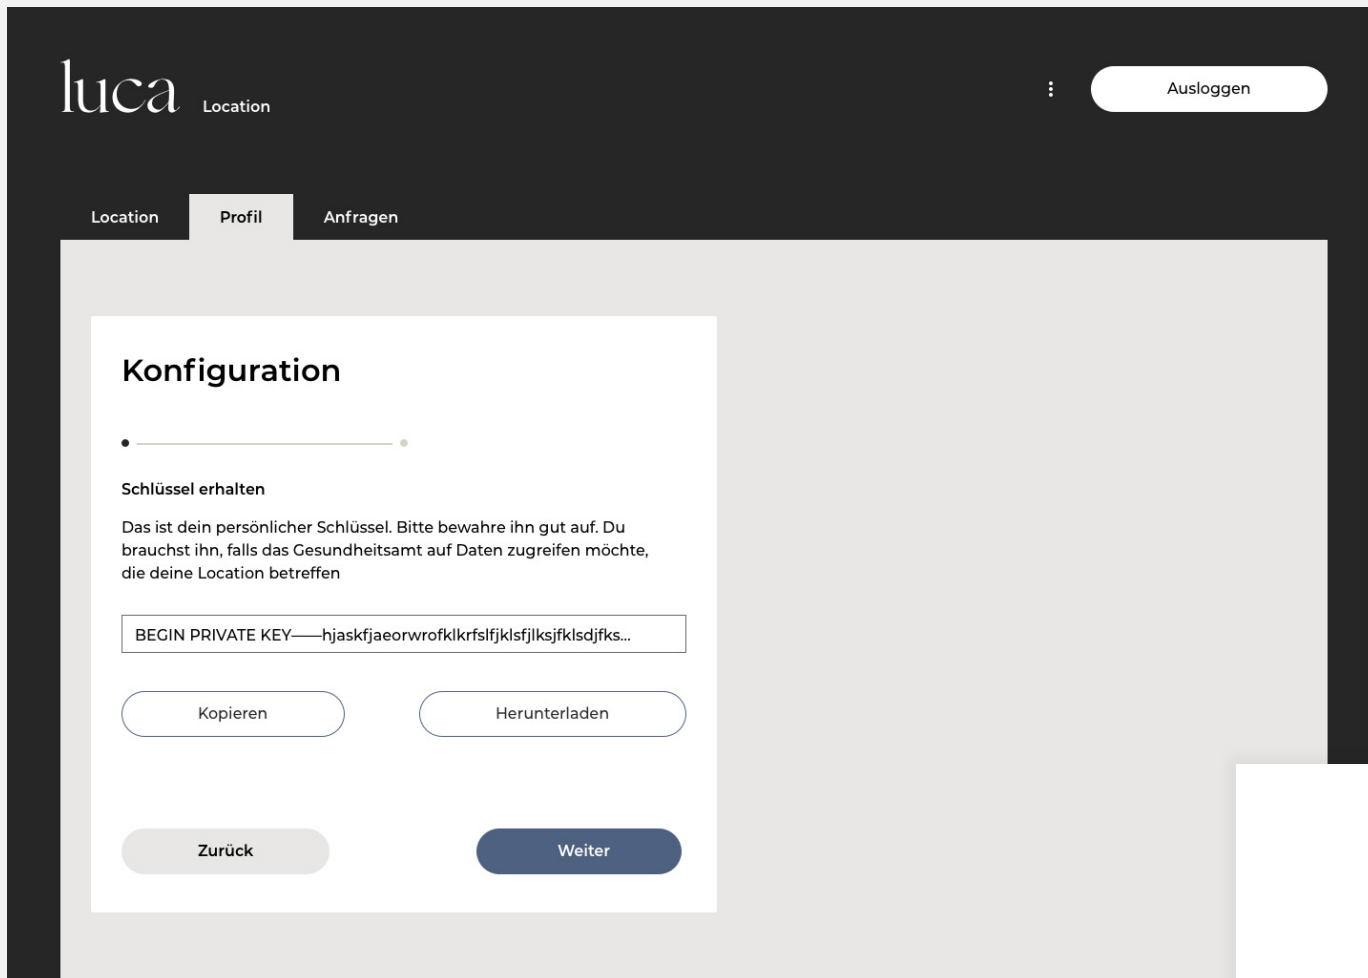 luca Location
Ausloggen
Location Profil Anfragen
Konfiguration
Schlüssel erhalten
Das ist dein persönlicher Schlüssel. Bitte bewahre ihn gut auf. Du
brauchst ihn, falls das Gesundheitsamt auf Daten zugreifen möchte,
die deine Location betreffen
BEGIN PRIVATE KEY——hjaskfjaeorwrofklkrfslfjklsfjlksjfklsdjfks...
Kopieren Herunterladen
Zurück Weiter